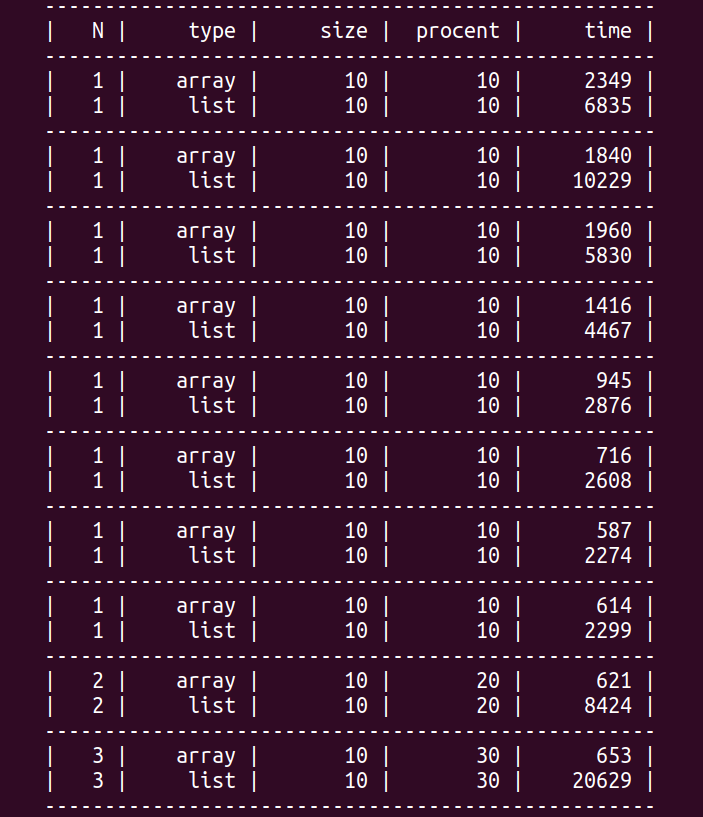 -----------------------------------------------------
|   N |     type |     size |  procent |     time |
-----------------------------------------------------
|   1 |    array |       10 |       10 |     2349 |
|   1 |     list |       10 |       10 |     6835 |
-----------------------------------------------------
|   1 |    array |       10 |       10 |     1840 |
|   1 |     list |       10 |       10 |    10229 |
-----------------------------------------------------
|   1 |    array |       10 |       10 |     1960 |
|   1 |     list |       10 |       10 |     5830 |
-----------------------------------------------------
|   1 |    array |       10 |       10 |     1416 |
|   1 |     list |       10 |       10 |     4467 |
-----------------------------------------------------
|   1 |    array |       10 |       10 |      945 |
|   1 |     list |       10 |       10 |     2876 |
-----------------------------------------------------
|   1 |    array |       10 |       10 |      716 |
|   1 |     list |       10 |       10 |     2608 |
-----------------------------------------------------
|   1 |    array |       10 |       10 |      587 |
|   1 |     list |       10 |       10 |     2274 |
-----------------------------------------------------
|   1 |    array |       10 |       10 |      614 |
|   1 |     list |       10 |       10 |     2299 |
-----------------------------------------------------
|   2 |    array |       10 |       20 |      621 |
|   2 |     list |       10 |       20 |     8424 |
-----------------------------------------------------
|   3 |    array |       10 |       30 |      653 |
|   3 |     list |       10 |       30 |    20629 |
-----------------------------------------------------